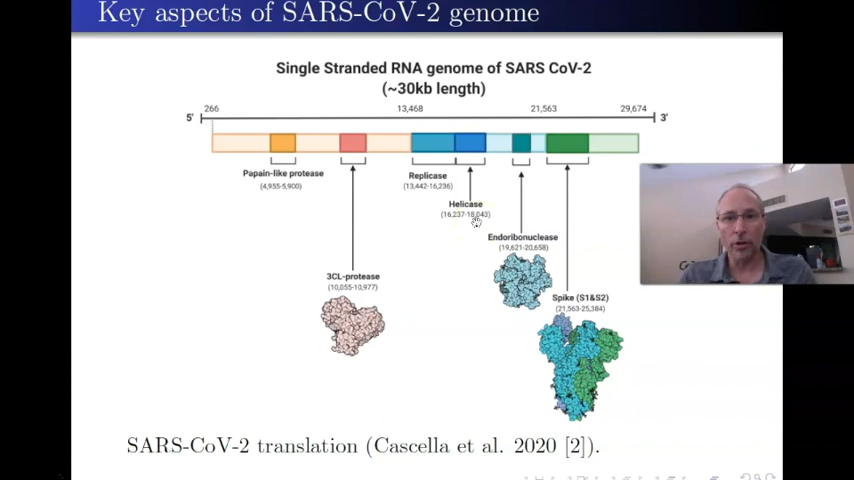 Key aspects of SARS-CoV-2 genome
Single Stranded RNA genome of SARS CoV-2
(~30kb length)
266 13,468 21,563 29,674
5' 3'
Papain-like protease
(4,955-5,900)
Replicase
(13,442-16,236)
Helicase
(16,237-18,043)
Endoribonuclease
(19,621-20,658)
3CL-protease
(10,055-10,977)
Spike (S1&S2)
(21,563-25,384)
SARS-CoV-2 translation (Cascella et al. 2020 [2]).